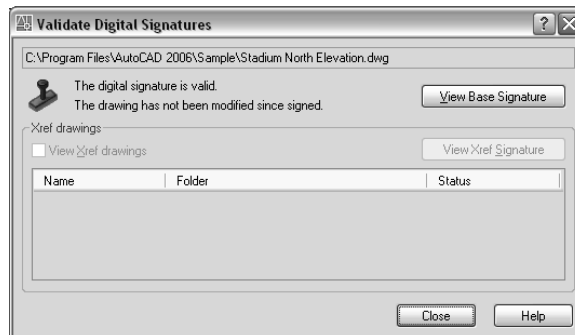 Validate Digital Signatures
C:\Program Files\AutoCAD 2006\Sample\Stadium North Elevation.dwg
The digital signature is valid.
The drawing has not been modified since signed.
View Base Signature
Xref drawings
View Xref drawings
View Xref Signature
Name Folder Status
Close Help